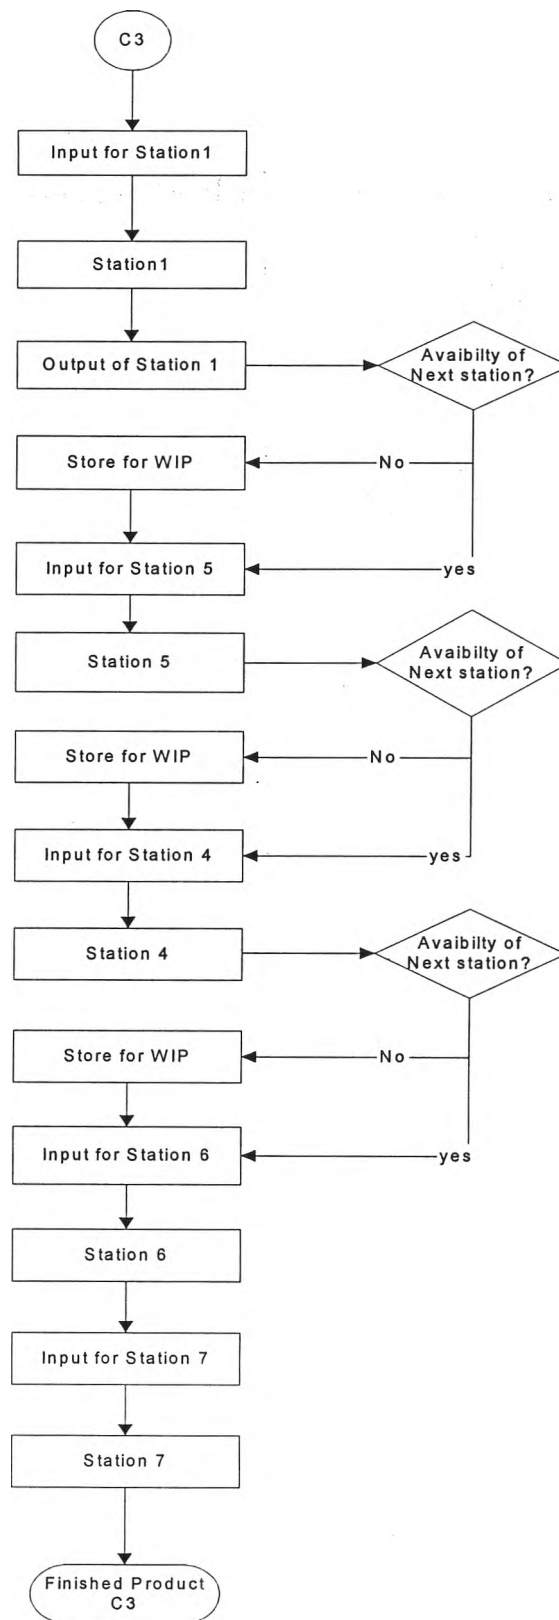 C3
Input for Station1
Station1
Output of Station 1
Avaibilty of
Next station?
Store for WIP
No
Input for Station 5
yes
Station 5
Avaibilty of
Next station?
Store for WIP
No
Input for Station 4
yes
Station 4
Avaibilty of
Next station?
Store for WIP
No
Input for Station 6
yes
Station 6
Input for Station 7
Station 7
Finished Product
C3